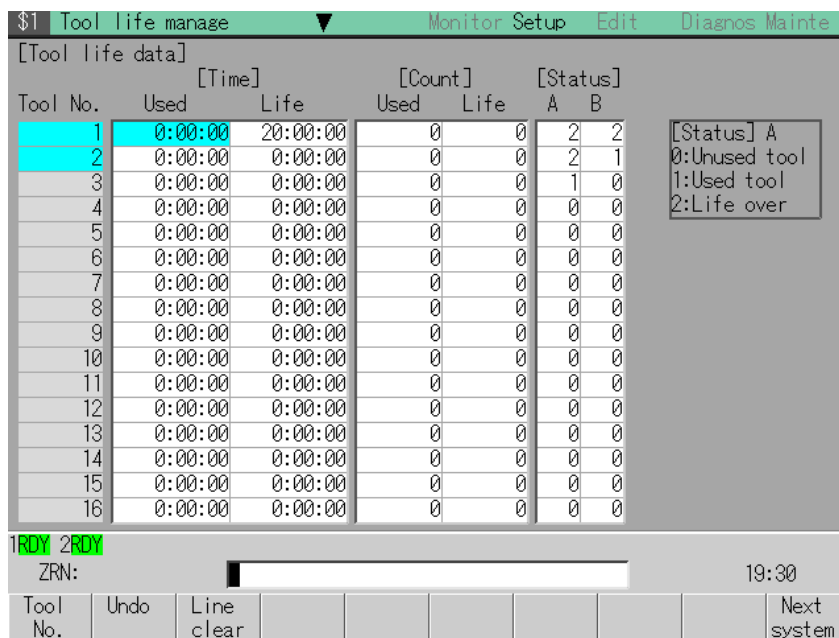 $1 Tool life manage ▼ Monitor Setup Edit Diagnos Mainte
[Tool life data]
[Time] [Count] [Status]
Tool No. Used Life Used Life A B
1 0:00:00 20:00:00 0 0 2 2
2 0:00:00 0:00:00 0 0 2 1
3 0:00:00 0:00:00 0 0 1 0
4 0:00:00 0:00:00 0 0 0 0
5 0:00:00 0:00:00 0 0 0 0
6 0:00:00 0:00:00 0 0 0 0
7 0:00:00 0:00:00 0 0 0 0
8 0:00:00 0:00:00 0 0 0 0
9 0:00:00 0:00:00 0 0 0 0
10 0:00:00 0:00:00 0 0 0 0
11 0:00:00 0:00:00 0 0 0 0
12 0:00:00 0:00:00 0 0 0 0
13 0:00:00 0:00:00 0 0 0 0
14 0:00:00 0:00:00 0 0 0 0
15 0:00:00 0:00:00 0 0 0 0
16 0:00:00 0:00:00 0 0 0 0
[Status] A
0:Unused tool
1:Used tool
2:Life over
1RDY 2RDY
ZRN: 19:30
Tool No.
Undo
Line clear
Next system